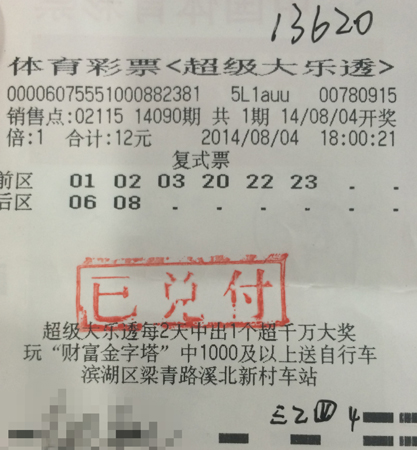 13620
体育彩票<超级大乐透>
00006075551000882381 5L1auu 00780915
销售点:02115 14090期 共 1期 14/08/04开奖
倍:1 合计:12元 2014/08/04 18:00:21
复式票
前区 01 02 03 20 22 23 . .
后区 06 08 . . . . . .
已兑付
超级大乐透每2天中出1个超千万大奖
玩“财富金字塔”中1000及以上送自行车
滨湖区梁青路溪北新村车站